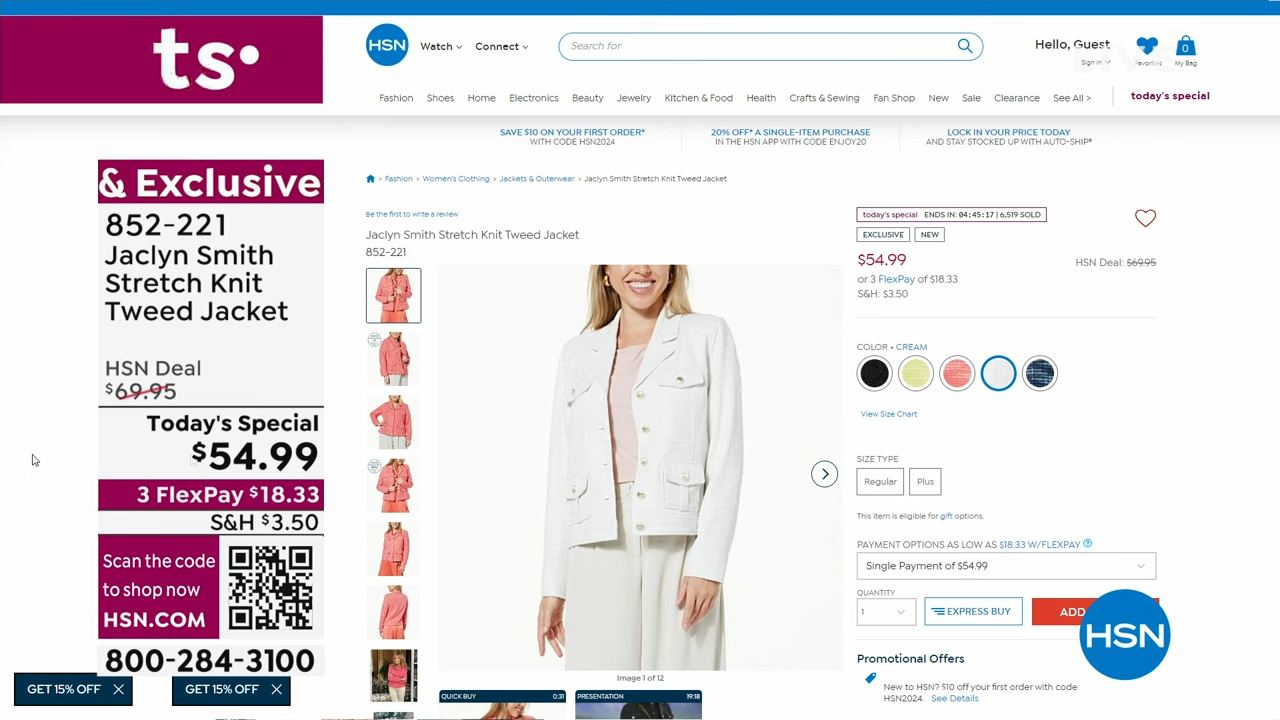 ts.
HSN
Watch
Connect
Search for
Hello, Guest
Sign In
Favorites
0
My Bag
Fashion
Shoes
Home
Electronics
Beauty
Jewelry
Kitchen & Food
Health
Crafts & Sewing
Fan Shop
New
Sale
Clearance
See All >
today's special
SAVE $10 ON YOUR FIRST ORDER*
WITH CODE HSN2024
20% OFF* A SINGLE-ITEM PURCHASE
IN THE HSN APP WITH CODE ENJOY20
LOCK IN YOUR PRICE TODAY
AND STAY STOCKED UP WITH AUTO-SHIP®
& Exclusive
852-221
Jaclyn Smith
Stretch Knit
Tweed Jacket
HSN Deal
$69.95
Today's Special
$54.99
3 FlexPay $18.33
S&H $3.50
Scan the code
to shop now
HSN.COM
800-284-3100
GET 15% OFF
GET 15% OFF
> Fashion > Women's Clothing > Jackets & Outerwear > Jaclyn Smith Stretch Knit Tweed Jacket
Be the first to write a review
Jaclyn Smith Stretch Knit Tweed Jacket
852-221
Image 1 of 12
QUICK BUY 0:31
PRESENTATION 19:18
today's special ENDS IN: 04:45:17 | 6,519 SOLD
EXCLUSIVE
NEW
$54.99
HSN Deal: $69.95
or 3 FlexPay of $18.33
S&H: $3.50
COLOR • CREAM
View Size Chart
SIZE TYPE
Regular
Plus
This item is eligible for gift options.
PAYMENT OPTIONS AS LOW AS $18.33 W/FLEXPAY ?
Single Payment of $54.99
QUANTITY
1
EXPRESS BUY
ADD
HSN
Promotional Offers
New to HSN? $10 off your first order with code
HSN2024. See Details